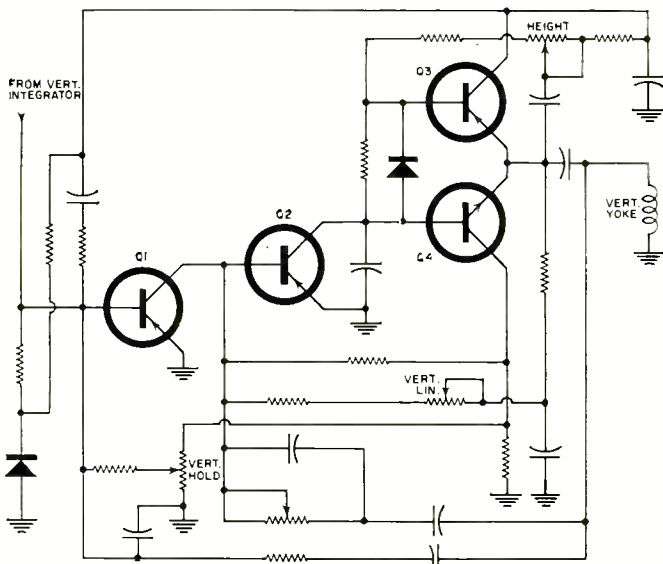 HEIGHT
FROM VERT.
INTEGRATOR
Q3
Q2
Q1
Q4
VERT.
YOKE
VERT.
LIN.
VERT.
HOLD